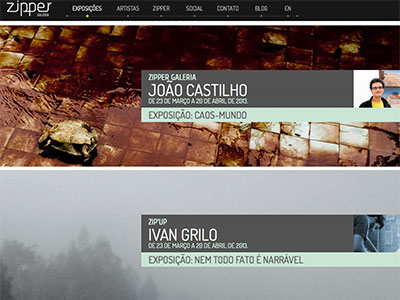 zipper
GALERIA
EXPOSIÇÕES ARTISTAS ZIPPER SOCIAL CONTATO BLOG EN
ZIPPER GALERIA
JOÃO CASTILHO
DE 23 DE MARÇO A 20 DE ABRIL DE 2013.
EXPOSIÇÃO: CAOS-MUNDO
ZIP'UP
IVAN GRILO
DE 23 DE MARÇO A 20 DE ABRIL DE 2013.
EXPOSIÇÃO: NEM TODO FATO É NARRÁVEL